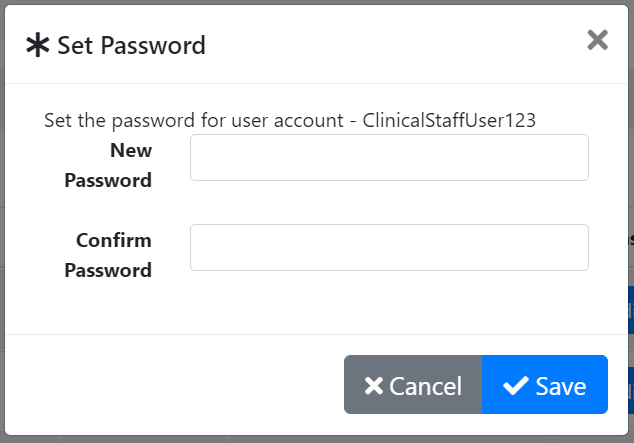 Set Password
Set the password for user account - ClinicalStaffUser123
New
Password
Confirm
Password
Cancel
Save